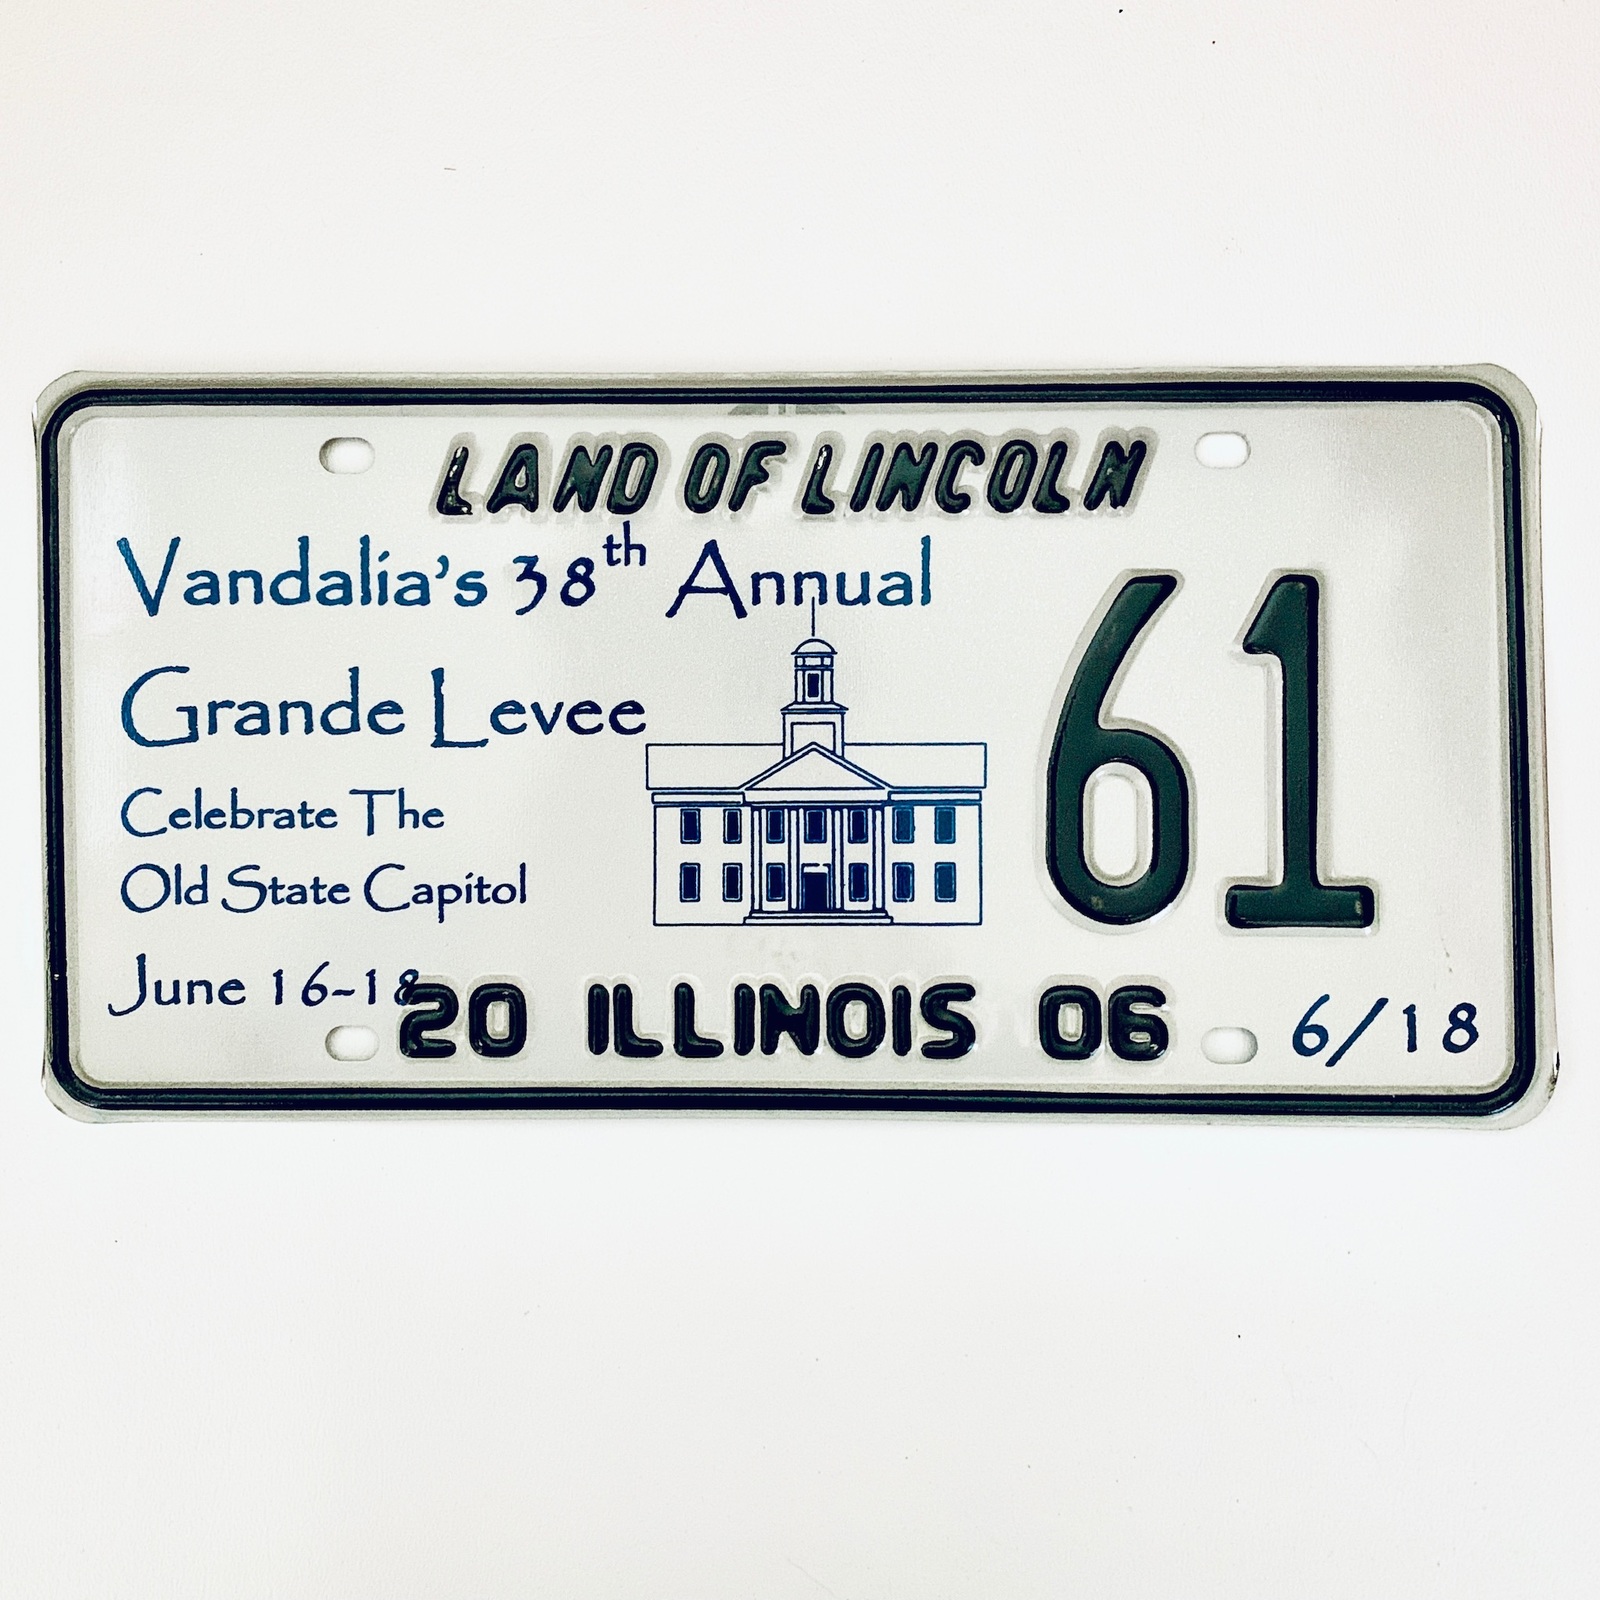 LAND OF LINCOLN
Vandalia's 38th Annual
Grande Levee
61
Celebrate The
Old State Capitol
June 16-18
20 ILLINOIS 06
6/18